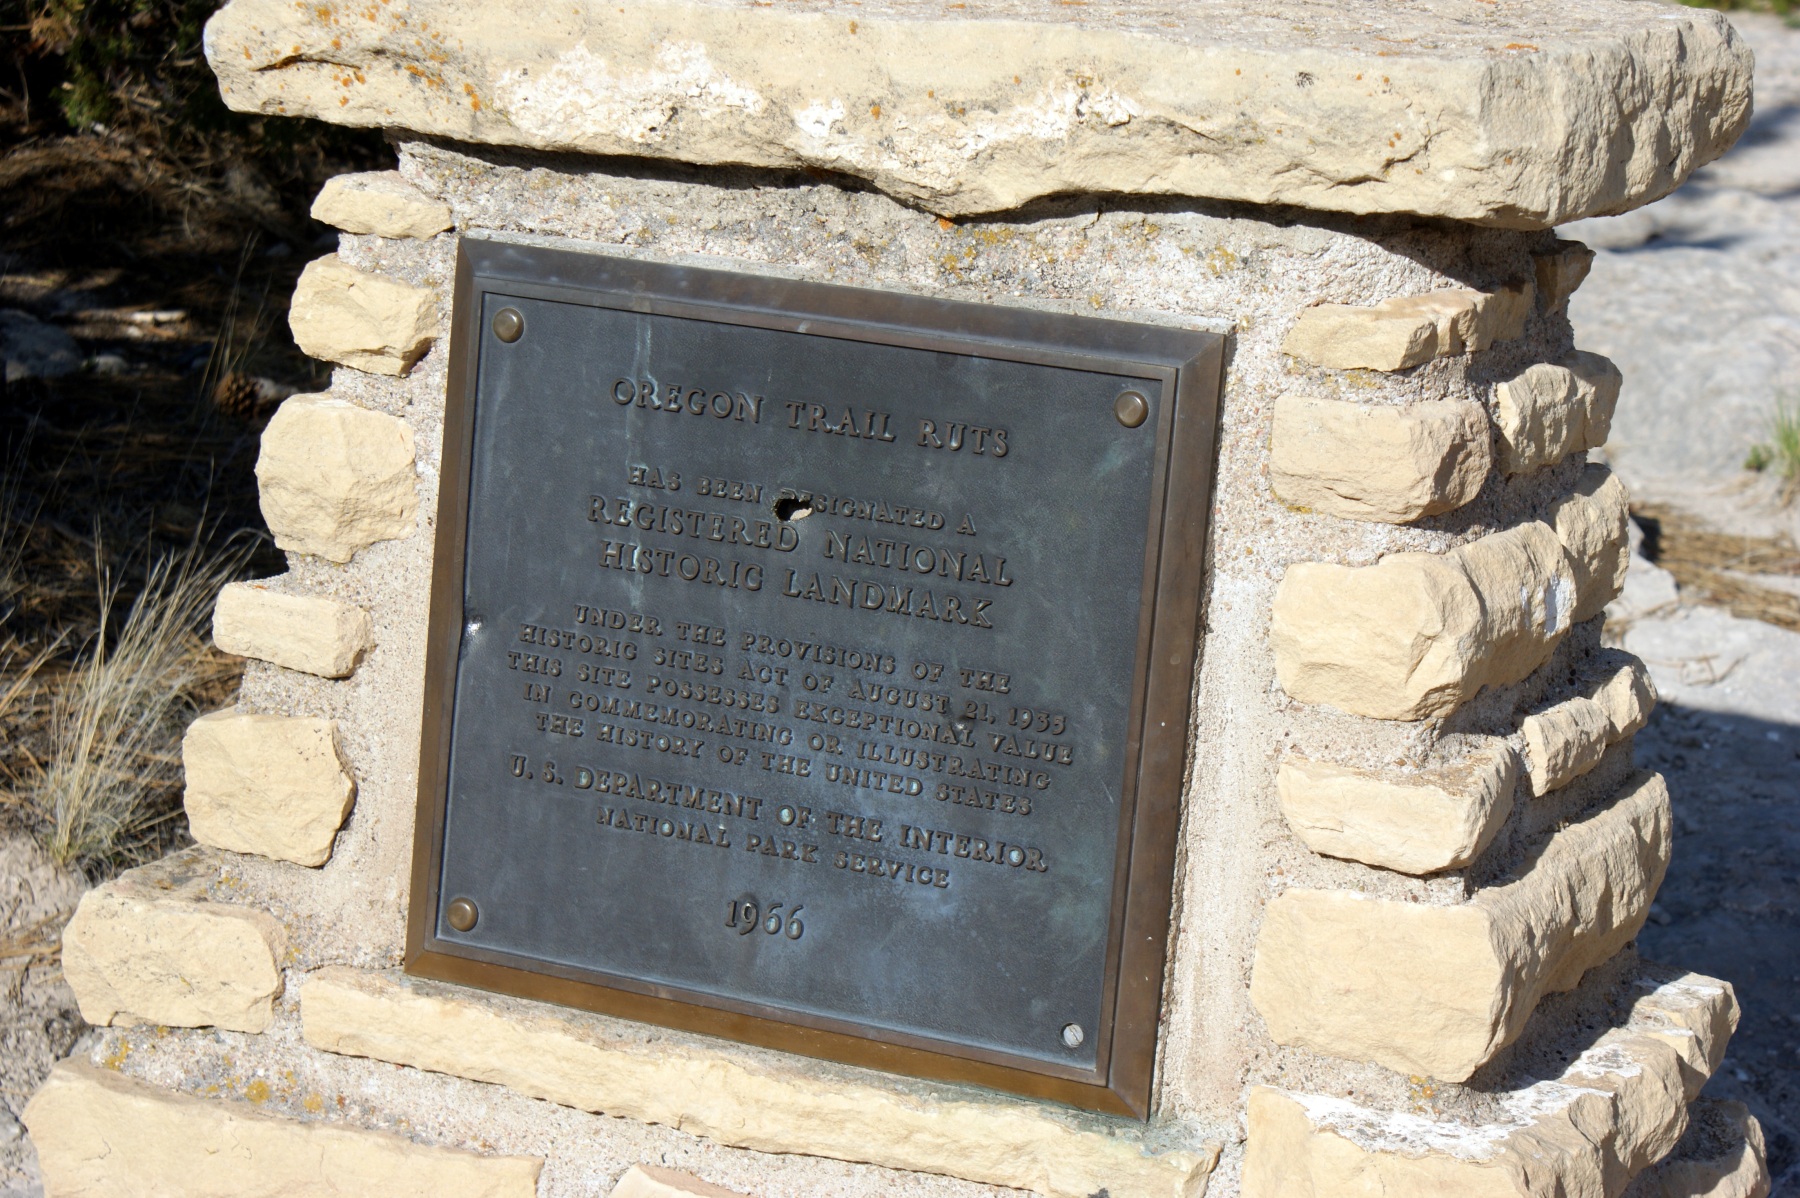 OREGON TRAIL RUTS
HAS BEEN DESIGNATED A
REGISTERED NATIONAL
HISTORIC LANDMARK
UNDER THE PROVISIONS OF THE
HISTORIC SITES ACT OF AUGUST 21, 1935
THIS SITE POSSESSES EXCEPTIONAL VALUE
IN COMMEMORATING OR ILLUSTRATING
THE HISTORY OF THE UNITED STATES
U. S. DEPARTMENT OF THE INTERIOR
NATIONAL PARK SERVICE
1966